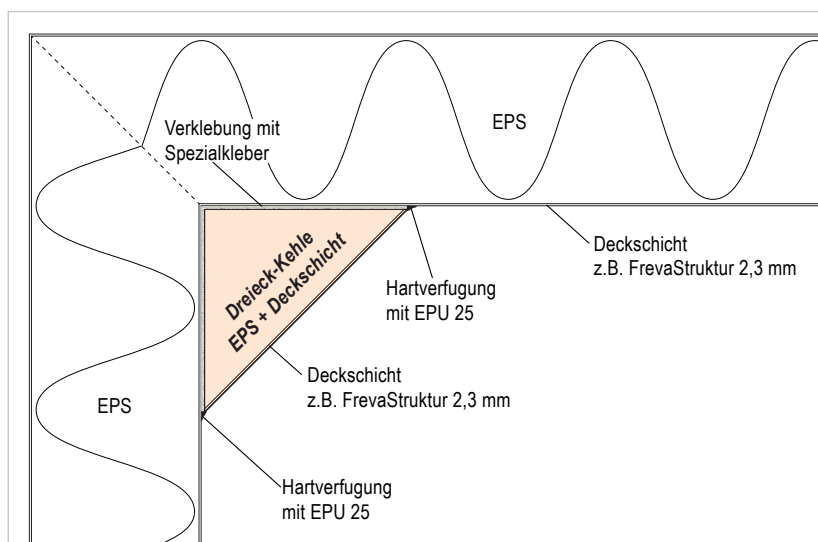 EPS
Verklebung mit
Spezialkleber
Deckschicht
z.B. FrevaStruktur 2,3 mm
Dreieck-Kehle
EPS + Deckschicht
Hartverfugung
mit EPU 25
Deckschicht
z.B. FrevaStruktur 2,3 mm
EPS
Hartverfugung
mit EPU 25